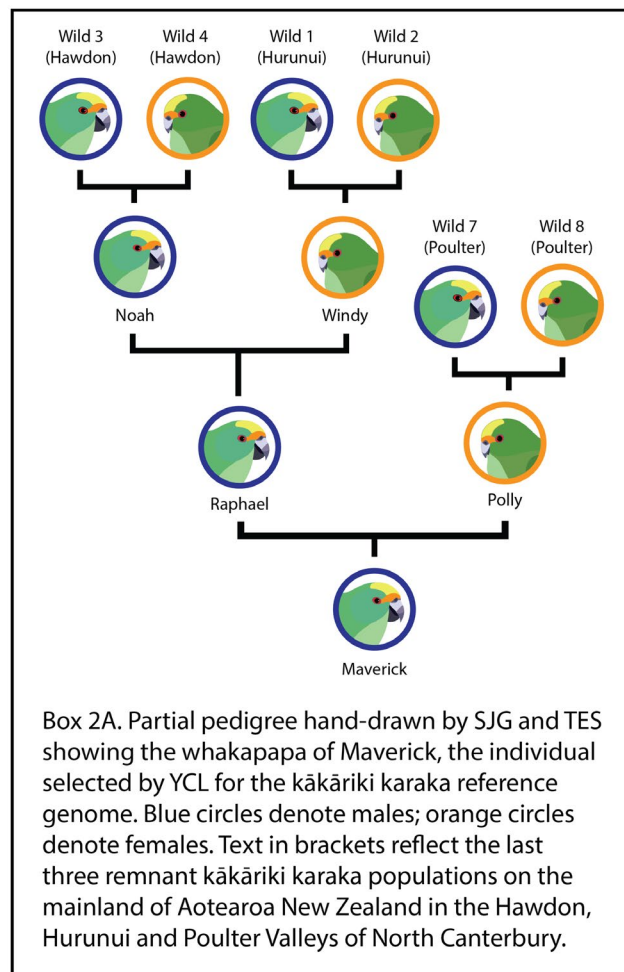 Wild 3 Wild 4 Wild 1 Wild 2
(Hawdon) (Hawdon) (Hurunui) (Hurunui)
Wild 7 Wild 8
(Poulter) (Poulter)
Noah Windy
Raphael Polly
Maverick
Box 2A. Partial pedigree hand-drawn by SJG and TES
showing the whakapapa of Maverick, the individual
selected by YCL for the kākāriki karaka reference
genome. Blue circles denote males; orange circles
denote females. Text in brackets reflect the last
three remnant kākāriki karaka populations on the
mainland of Aotearoa New Zealand in the Hawdon,
Hurunui and Poulter Valleys of North Canterbury.